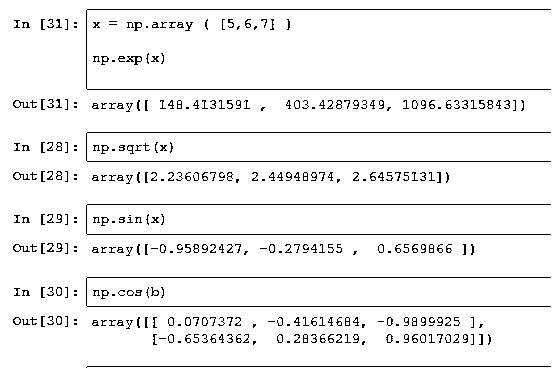 In [31]: x = np.array ( [5,6,7] )
np.exp(x)
Out[31]: array([ 148.4131591 ,  403.42879349, 1096.63315843])
In [28]: np.sqrt(x)
Out[28]: array([2.23606798, 2.44948974, 2.64575131])
In [29]: np.sin(x)
Out[29]: array([-0.95892427, -0.2794155 ,  0.6569866 ])
In [30]: np.cos(b)
Out[30]: array([[ 0.0707372 , -0.41614684, -0.9899925 ],
[-0.65364362,  0.28366219,  0.96017029]])